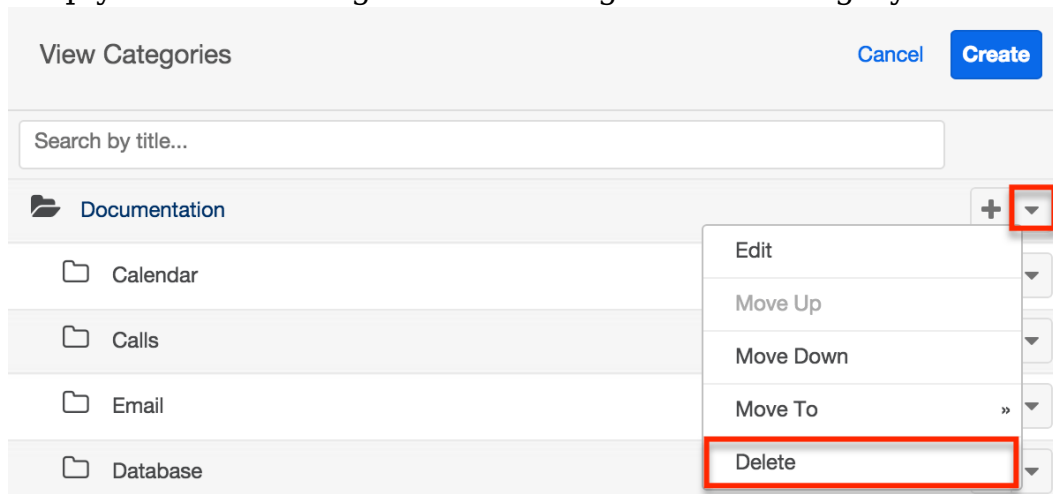 View Categories Cancel Create
Search by title...
Documentation
Edit
Calendar
Move Up
Calls
Move Down
Email
Move To »
Database
Delete